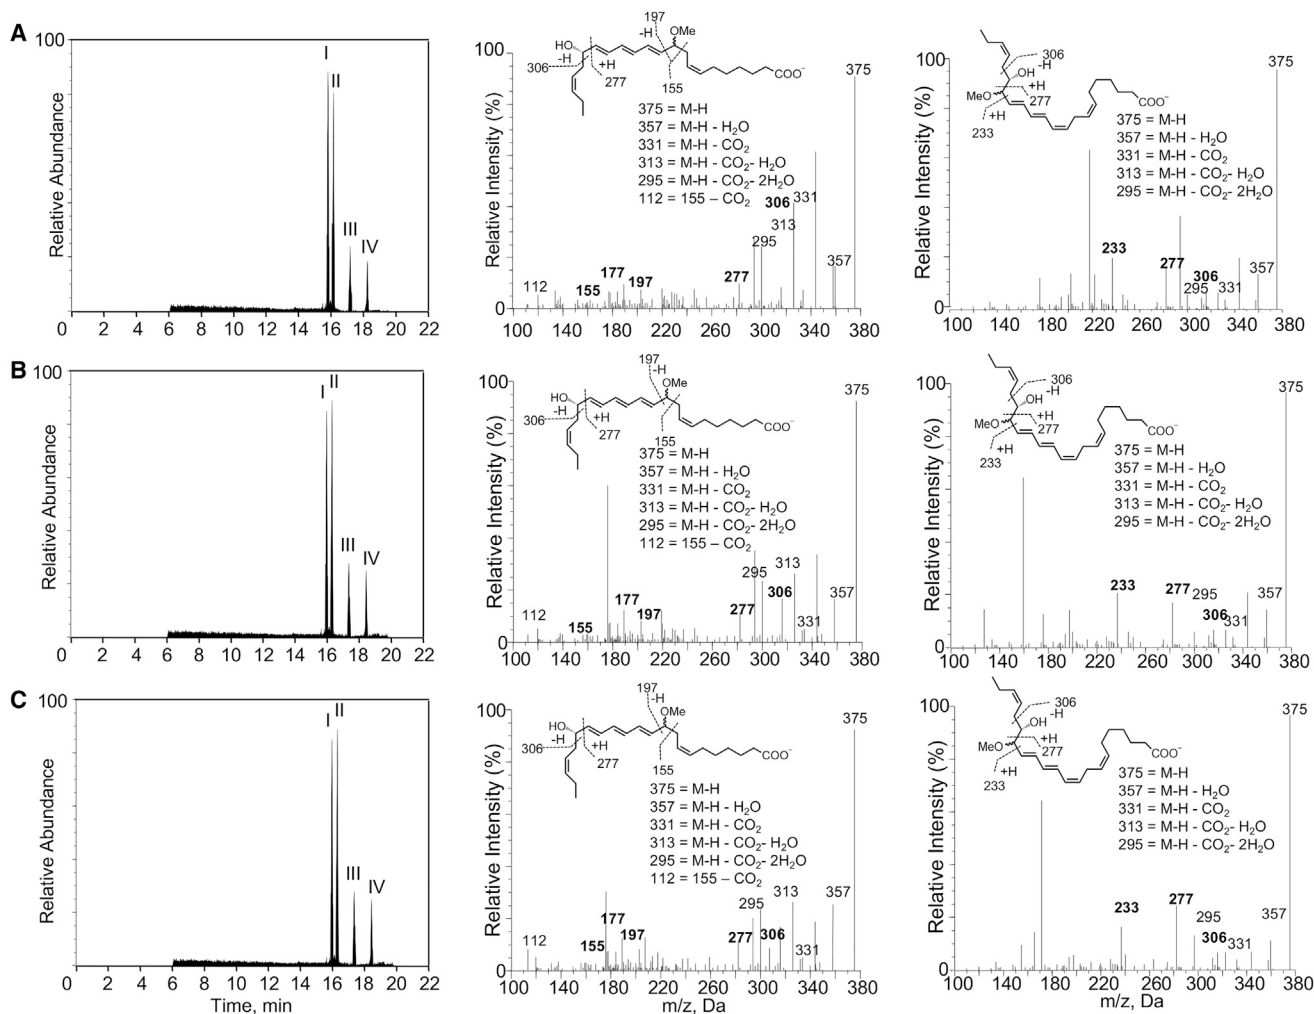 A
100
Relative Abundance
I
II
III
IV
0
0 2 4 6 8 10 12 14 16 18 20 22
100
Relative Intensity (%)
0
HO
-H
306
+H
277
197
-H
OMe
155
COO⁻
375 = M-H
357 = M-H - H₂O
331 = M-H - CO₂
313 = M-H - CO₂- H₂O
295 = M-H - CO₂- 2H₂O
112 = 155 – CO₂
112
155
177
197
277
295
306
313
331
357
375
100 160 220 260 300 340 380
100
Relative Intensity (%)
0
306
-H
OH
+H
277
MeO
+H
233
COO⁻
375 = M-H
357 = M-H - H₂O
331 = M-H - CO₂
313 = M-H - CO₂- H₂O
295 = M-H - CO₂- 2H₂O
233
277
295
306
331
357
375
100 140 180 220 260 300 340 380
B
100
Relative Abundance
I
II
III
IV
0
0 2 4 6 8 10 12 14 16 18 20 22
100
Relative Intensity (%)
0
HO
-H
306
+H
277
197
-H
OMe
155
COO⁻
375 = M-H
357 = M-H - H₂O
331 = M-H - CO₂
313 = M-H - CO₂- H₂O
295 = M-H - CO₂- 2H₂O
112 = 155 – CO₂
112
155
177
197
277
295
306
313
331
357
375
100 140 180 220 260 300 340 380
100
Relative Intensity (%)
0
306
-H
OH
+H
277
MeO
+H
233
COO⁻
375 = M-H
357 = M-H - H₂O
331 = M-H - CO₂
313 = M-H - CO₂- H₂O
295 = M-H - CO₂- 2H₂O
233
277
295
306
331
357
375
100 140 180 220 260 300 340 380
C
100
Relative Abundance
I
II
III
IV
0
0 2 4 6 8 10 12 14 16 18 20 22
Time, min
100
Relative Intensity (%)
0
HO
-H
306
+H
277
197
-H
OMe
155
COO⁻
375 = M-H
357 = M-H - H₂O
331 = M-H - CO₂
313 = M-H - CO₂- H₂O
295 = M-H - CO₂- 2H₂O
112 = 155 – CO₂
112
155
177
197
277
295
306
313
331
357
375
100 140 180 220 260 300 340 380
m/z, Da
100
Relative Intensity (%)
0
306
-H
OH
+H
277
MeO
+H
233
COO⁻
375 = M-H
357 = M-H - H₂O
331 = M-H - CO₂
313 = M-H - CO₂- H₂O
295 = M-H - CO₂- 2H₂O
233
277
295
306
331
357
375
100 140 180 220 260 300 340 380
m/z, Da